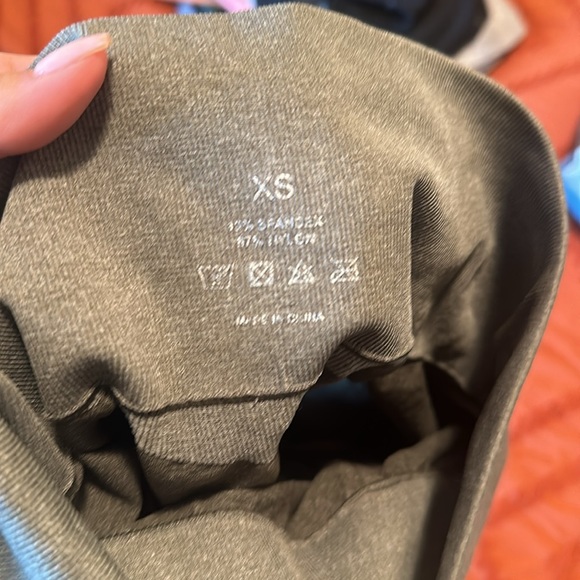 XS
13% SPANDEX
87% NYLON
MADE IN CHINA